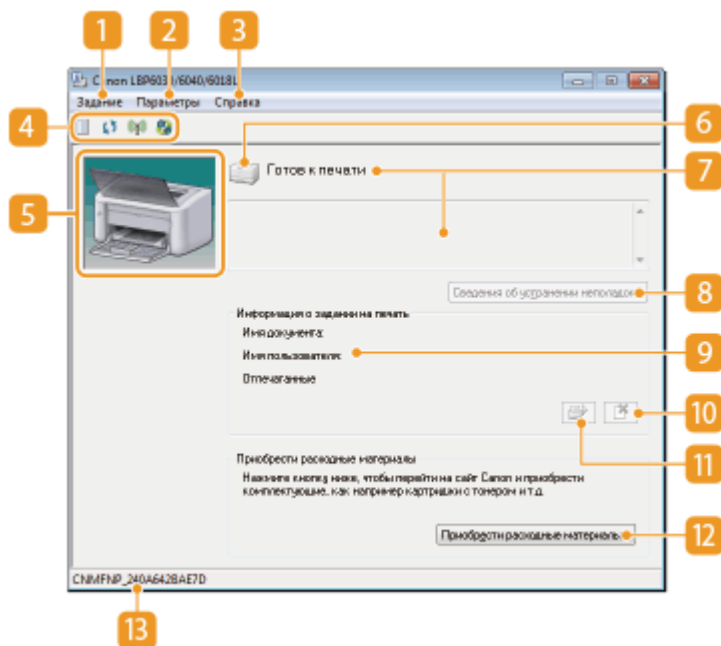 1 2 3
Canon LBP6030/6040/6018L
Задание Параметры Справка
4
6
Готов к печати
7
5
Сведения об устранении неполадок
8
Информация о задании на печать
Имя документа:
Имя пользователя:
9
Отпечатанные
10
11
Приобрести расходные материалы
Нажмите кнопку ниже, чтобы перейти на сайт Canon и приобрести
комплектующие, как например картриджи с тонером и т.д.
Приобрести расходные материалы
12
CNMFNP_240A642BAE7D
13